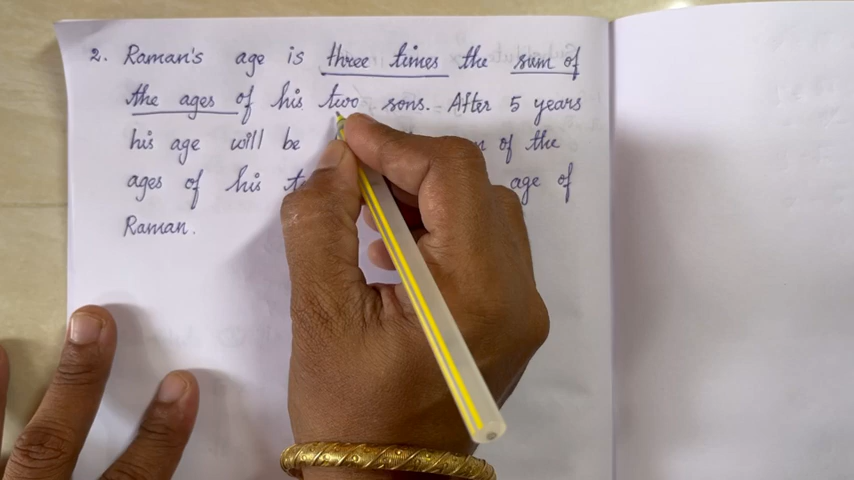 2. Raman's age is three times the sum of
the ages of his two sons. After 5 years
his age will be of the
ages of his age of
Raman.